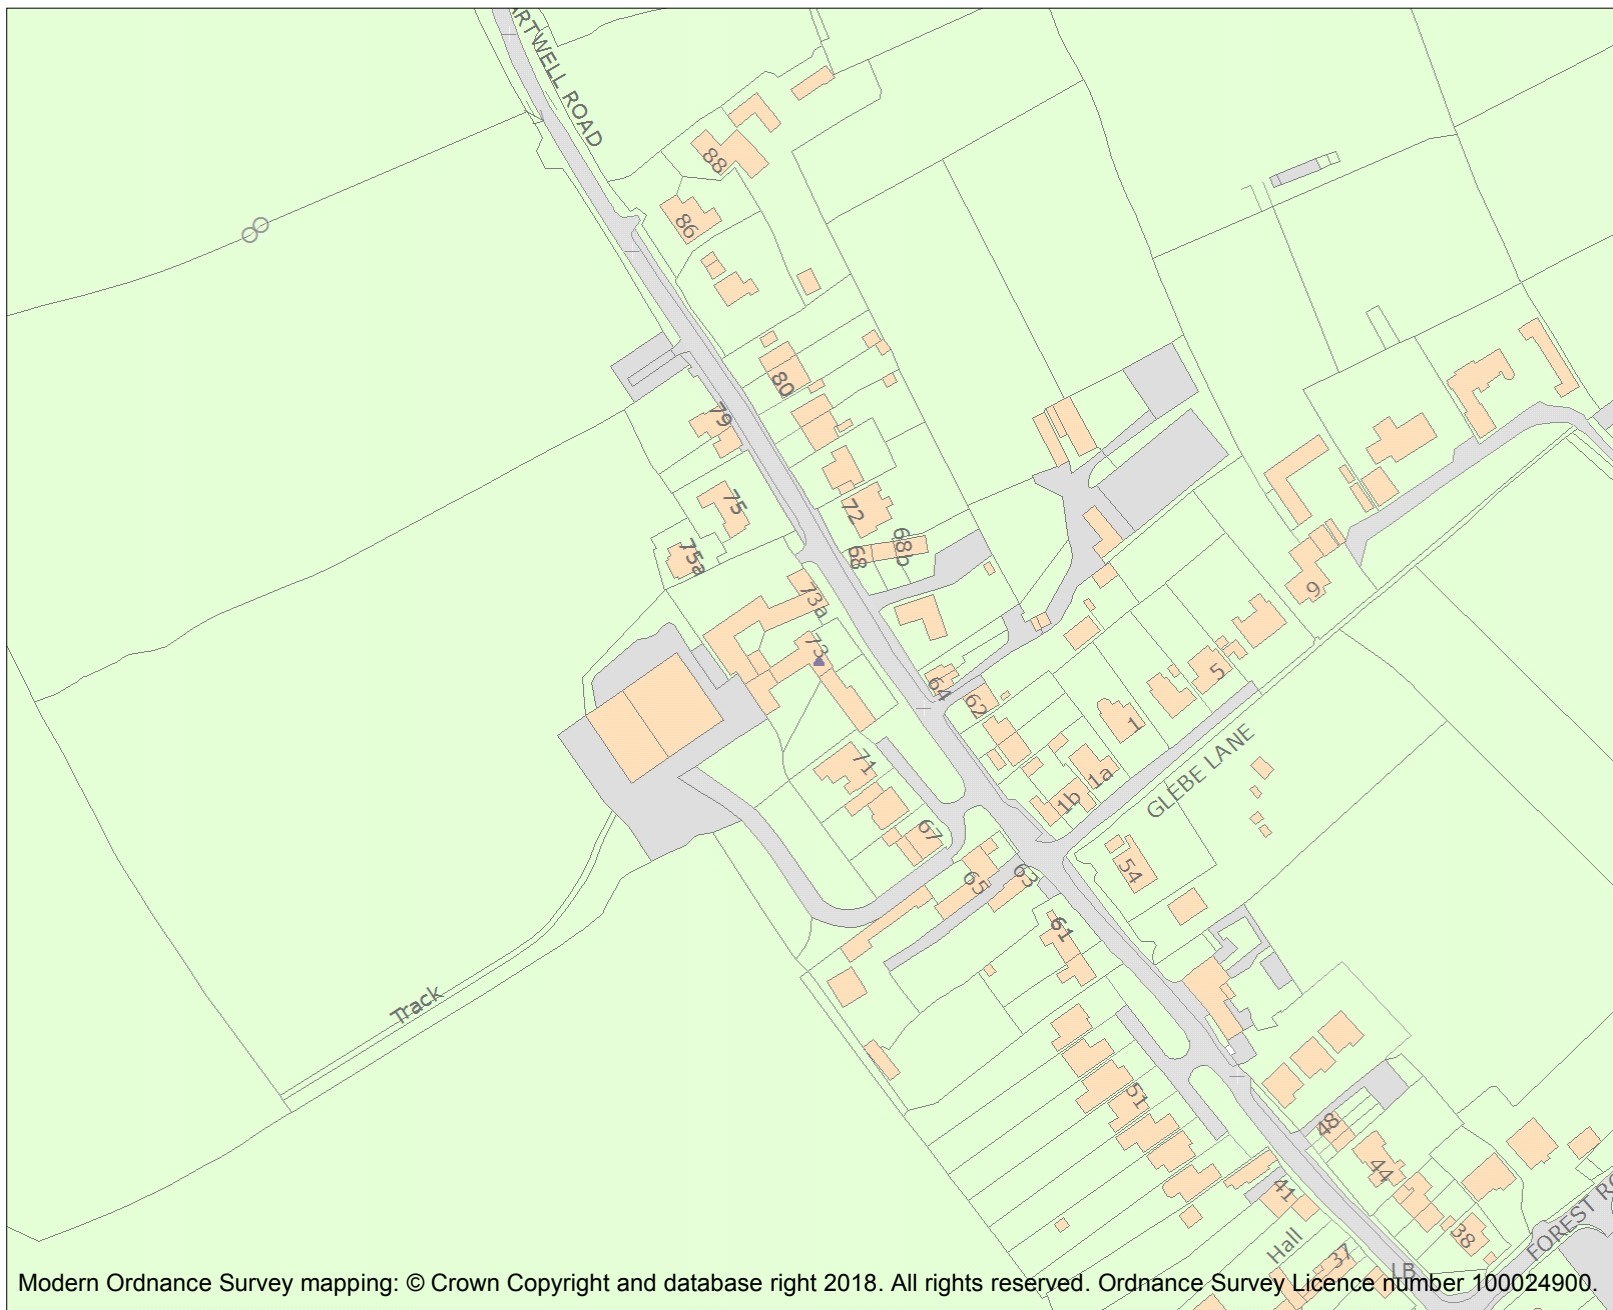 ARTWELL ROAD
88
86
80
79
75
72
75a
68
68b
73a
9
73
64
5
62
1
71
1a
GLEBE LANE
1b
67
54
65
63
61
Track
51
48
44
41
38
FOREST RO
Hall
37
LB
Modern Ordnance Survey mapping: © Crown Copyright and database right 2018. All rights reserved. Ordnance Survey Licence number 100024900.